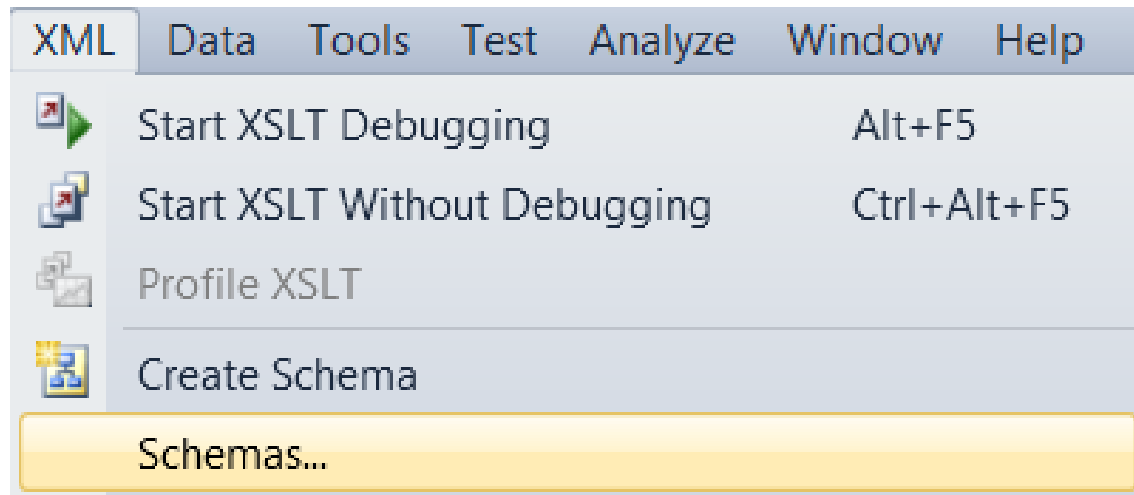 XML Data Tools Test Analyze Window Help
Start XSLT Debugging Alt+F5
Start XSLT Without Debugging Ctrl+Alt+F5
Profile XSLT
Create Schema
Schemas...